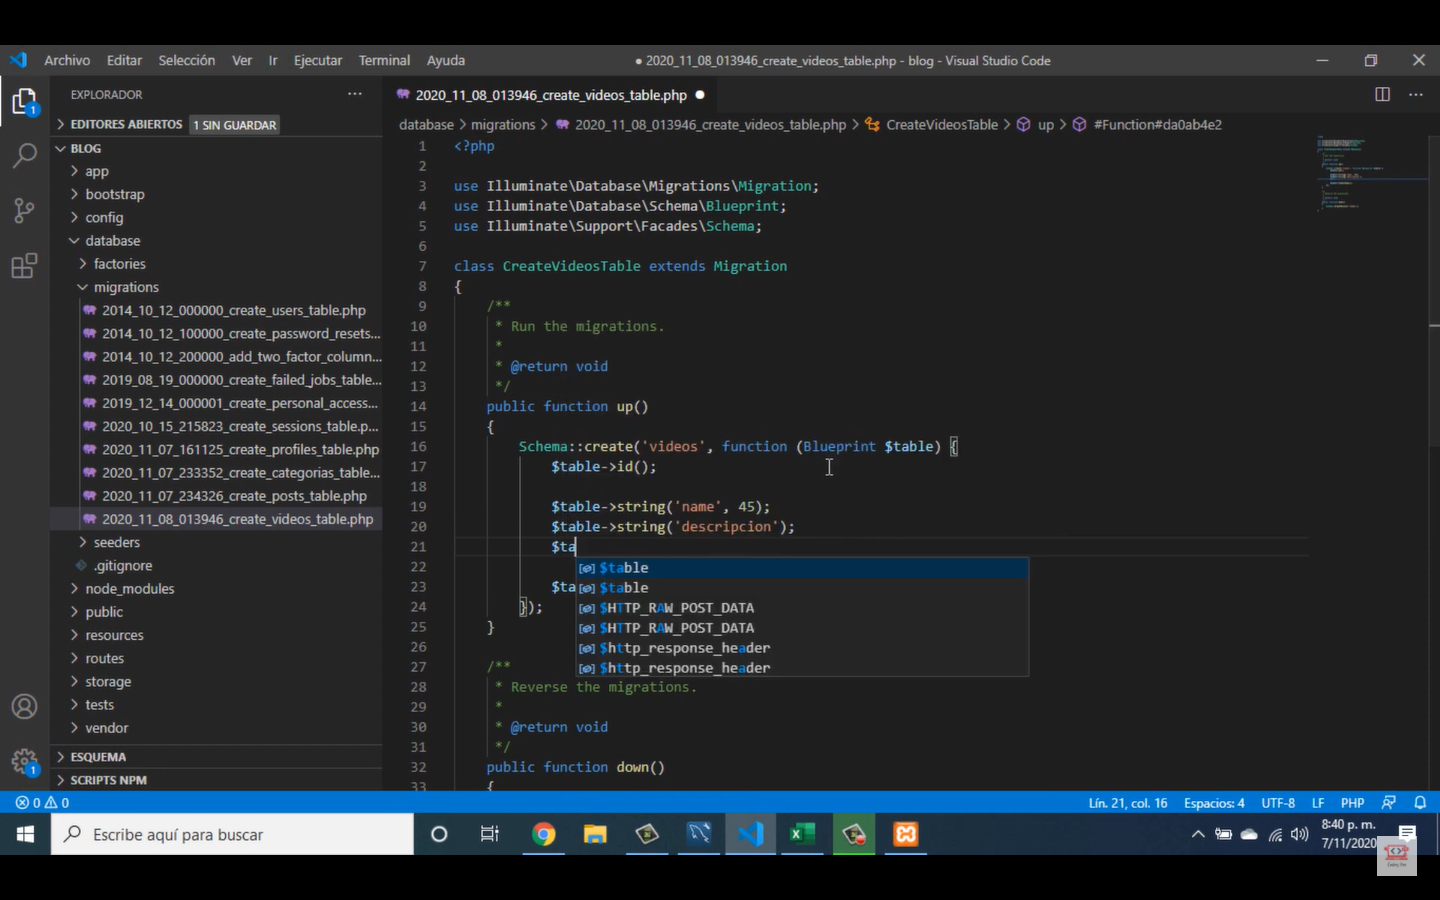 Archivo Editar Selección Ver Ir Ejecutar Terminal Ayuda
● 2020_11_08_013946_create_videos_table.php - blog - Visual Studio Code
EXPLORADOR ...
EDITORES ABIERTOS 1 SIN GUARDAR
BLOG
app
bootstrap
config
database
factories
migrations
2014_10_12_000000_create_users_table.php
2014_10_12_100000_create_password_resets...
2014_10_12_200000_add_two_factor_column...
2019_08_19_000000_create_failed_jobs_table...
2019_12_14_000001_create_personal_access...
2020_10_15_215823_create_sessions_table.p...
2020_11_07_161125_create_profiles_table.php
2020_11_07_233352_create_categorias_table...
2020_11_07_234326_create_posts_table.php
2020_11_08_013946_create_videos_table.php
seeders
.gitignore
node_modules
public
resources
routes
storage
tests
vendor
ESQUEMA
SCRIPTS NPM
1
1
2020_11_08_013946_create_videos_table.php ●
database > migrations > 2020_11_08_013946_create_videos_table.php > CreateVideosTable > up > #Function#da0ab4e2
1 <?php
2
3 use Illuminate\Database\Migrations\Migration;
4 use Illuminate\Database\Schema\Blueprint;
5 use Illuminate\Support\Facades\Schema;
6
7 class CreateVideosTable extends Migration
8 {
9 /**
10 * Run the migrations.
11 *
12 * @return void
13 */
14 public function up()
15 {
16 Schema::create('videos', function (Blueprint $table) {
17 $table->id();
18
19 $table->string('name', 45);
20 $table->string('descripcion');
21 $ta
22
23 $ta
24 });
25 }
26
27 /**
28 * Reverse the migrations.
29 *
30 * @return void
31 */
32 public function down()
33 {
$table
$table
$HTTP_RAW_POST_DATA
$HTTP_RAW_POST_DATA
$http_response_header
$http_response_header
0 0 Lín. 21, col. 16 Espacios: 4 UTF-8 LF PHP
Escribe aquí para buscar
8:40 p. m.
7/11/2020